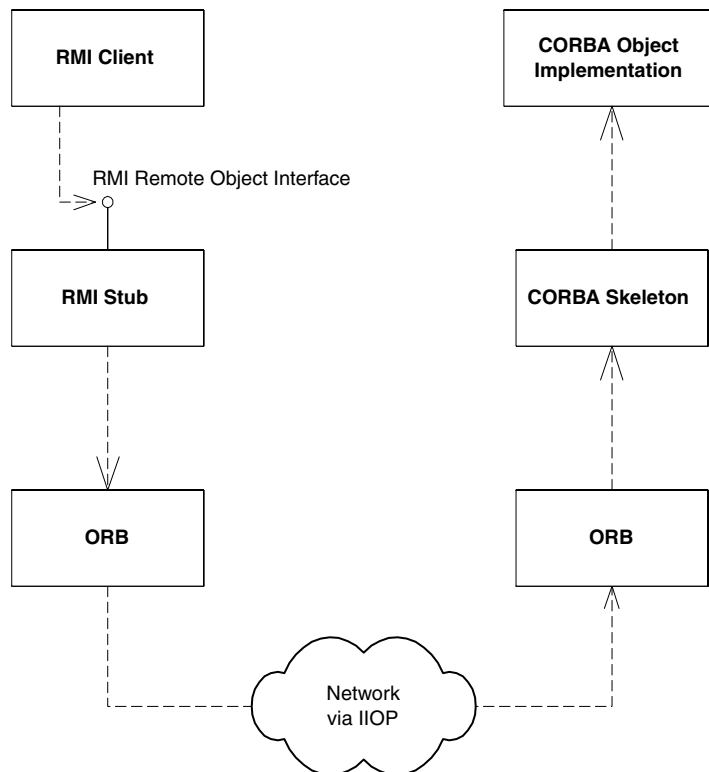 RMI Client
CORBA Object
Implementation
RMI Remote Object Interface
RMI Stub
CORBA Skeleton
ORB
ORB
Network
via IIOP